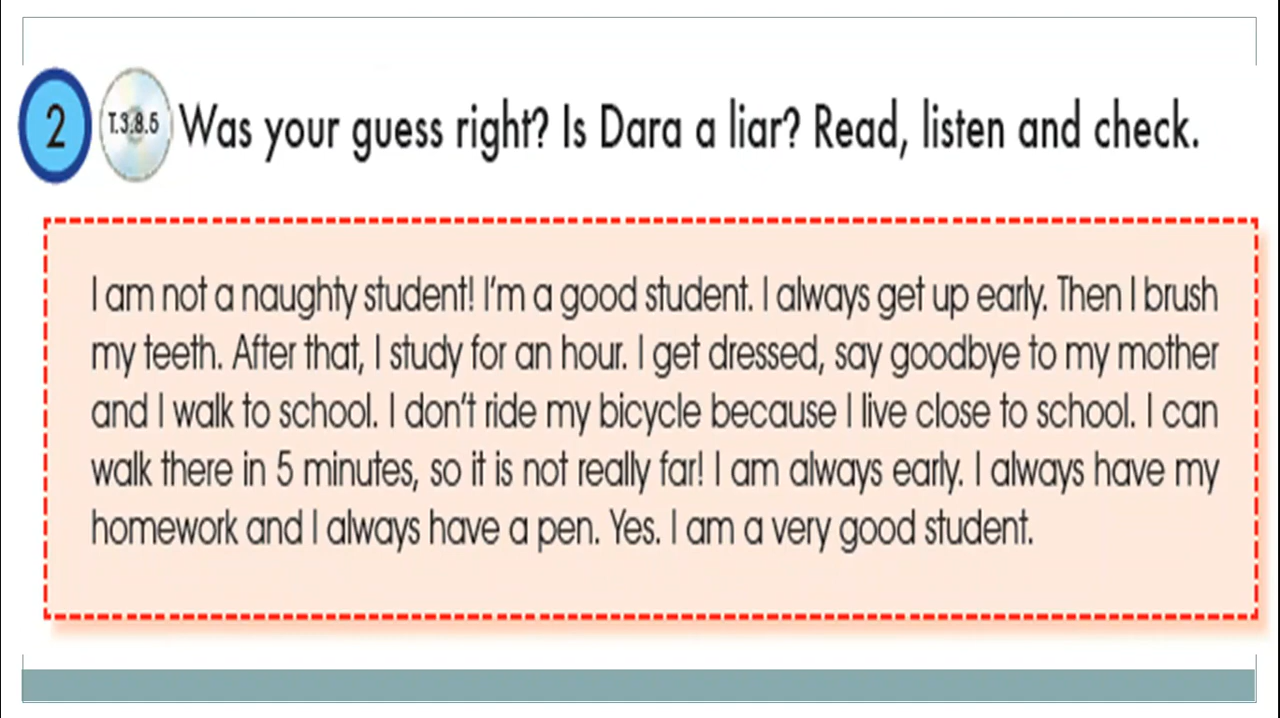 2 T.3.8.5 Was your guess right? Is Dara a liar? Read, listen and check.
I am not a naughty student! I'm a good student. I always get up early. Then I brush
my teeth. After that, I study for an hour. I get dressed, say goodbye to my mother
and I walk to school. I don't ride my bicycle because I live close to school. I can
walk there in 5 minutes, so it is not really far! I am always early. I always have my
homework and I always have a pen. Yes. I am a very good student.